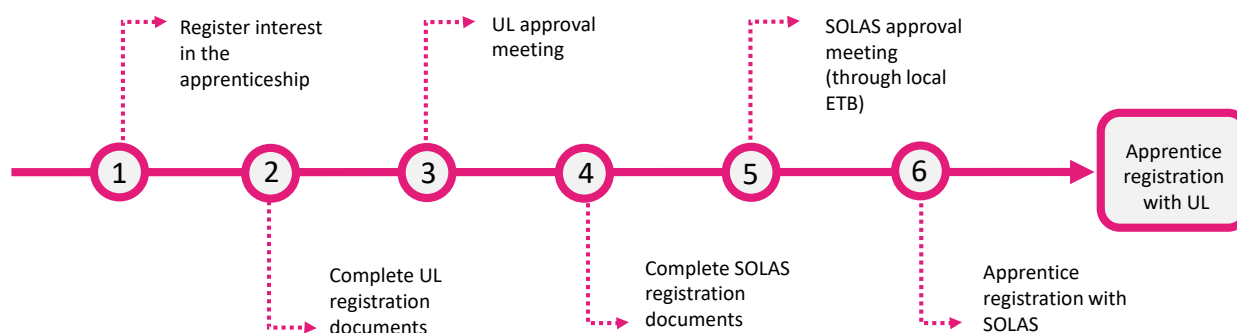 Register interest
in the
apprenticeship
UL approval
meeting
SOLAS approval
meeting
(through local
ETB)
1
2
3
4
5
6
Apprentice
registration
with UL
Complete UL
registration
documents
Complete SOLAS
registration
documents
Apprentice
registration with
SOLAS